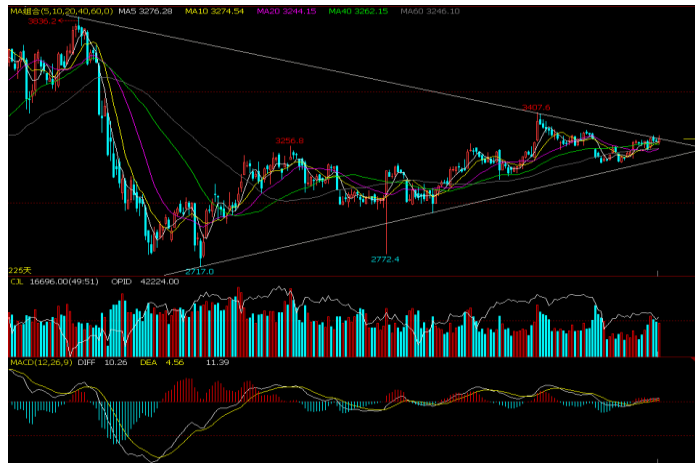 MA组合(5,10,20,40,60,0) MA5 3276.28 MA10 3274.54 MA20 3244.15 MA40 3262.15 MA60 3246.10
3407.6
3256.8
2772.4
2717.0
225天
CJL 16696.00(49:51) OPID 42224.00
MACD(12,26,9) DIFF 10.26 DEA 4.56 11.39